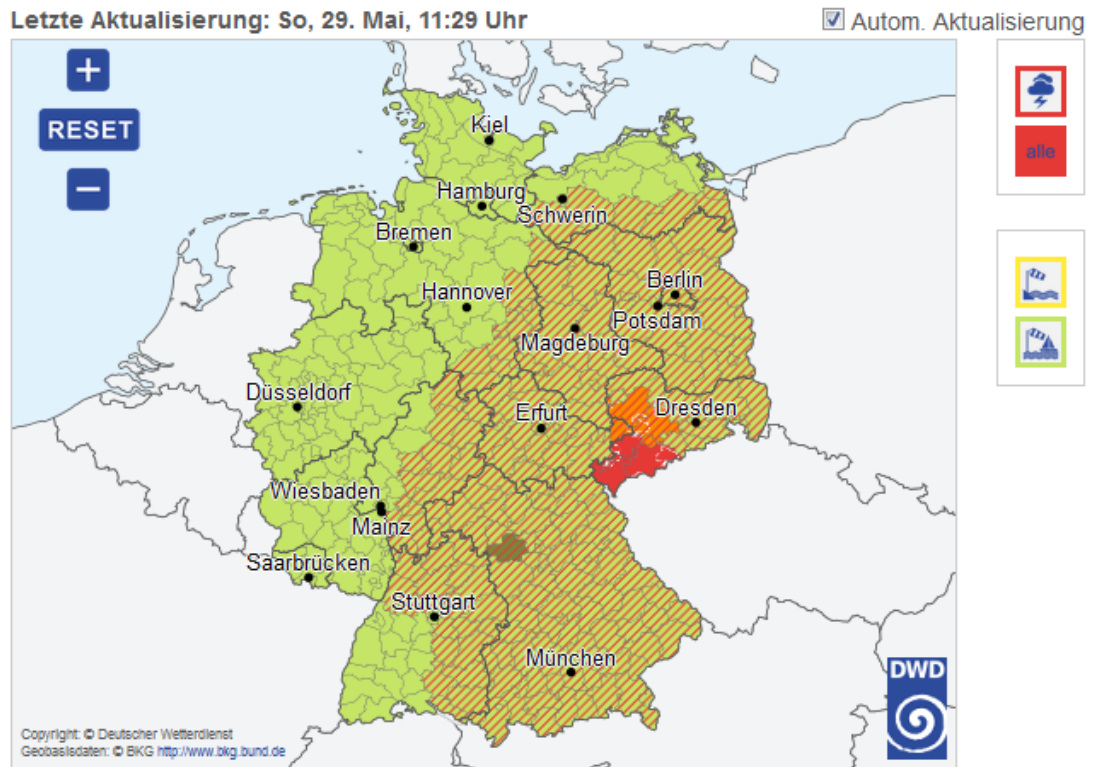 Letzte Aktualisierung: So, 29. Mai, 11:29 Uhr
Autom. Aktualisierung
+
RESET
−
alle
Kiel
Hamburg
Schwerin
Bremen
Berlin
Hannover
Potsdam
Magdeburg
Düsseldorf
Erfurt
Dresden
Wiesbaden
Mainz
Saarbrücken
Stuttgart
München
DWD
Copyright: © Deutscher Wetterdienst
Geobasisdaten: © BKG http://www.bkg.bund.de